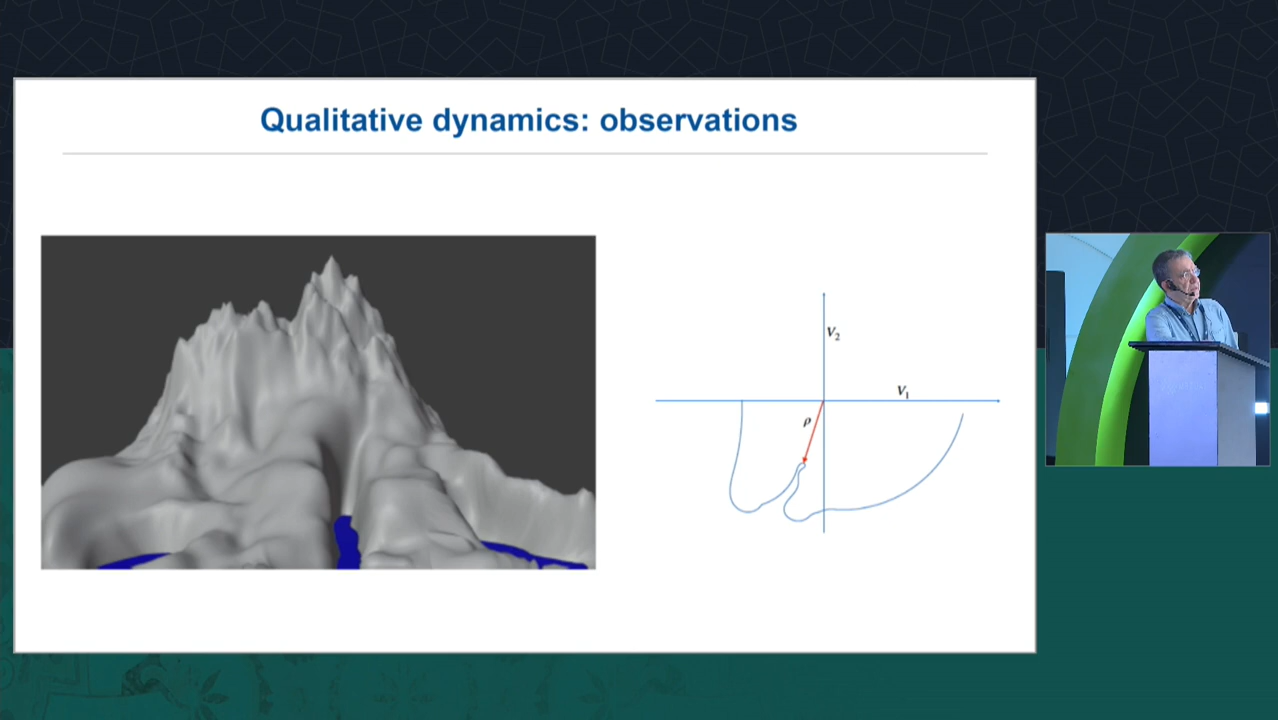 Qualitative dynamics: observations
V₂
V₁
ρ